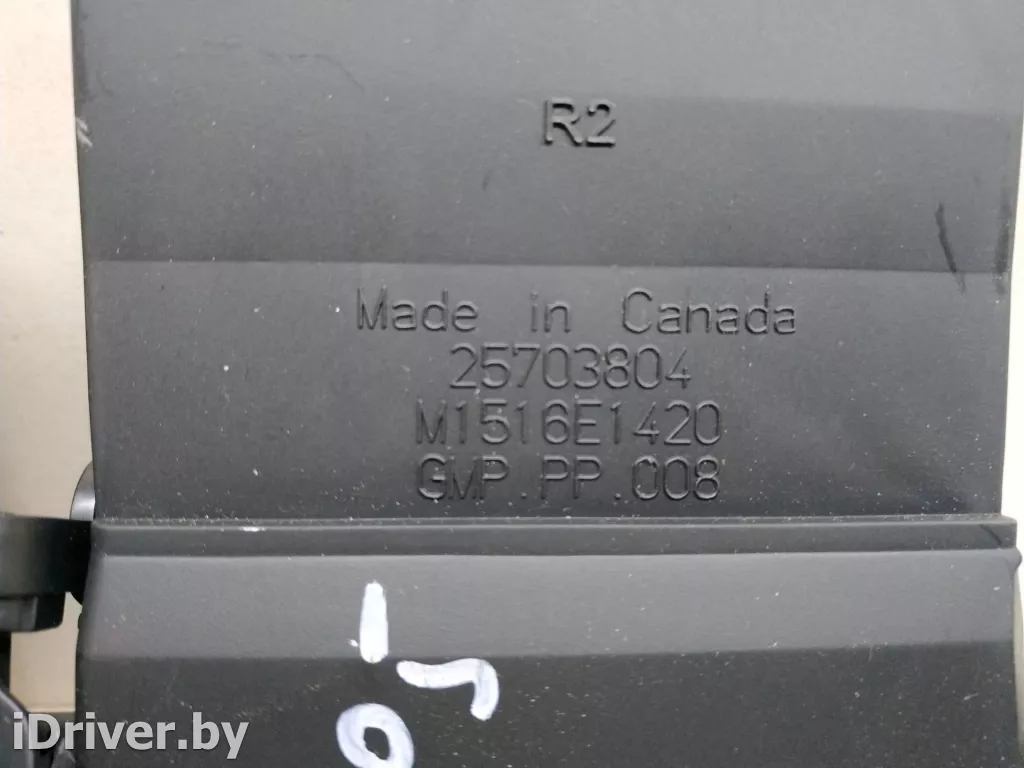 R2
Made in Canada
25703804
M1516E1420
GMP.PP.008
iDriver.by